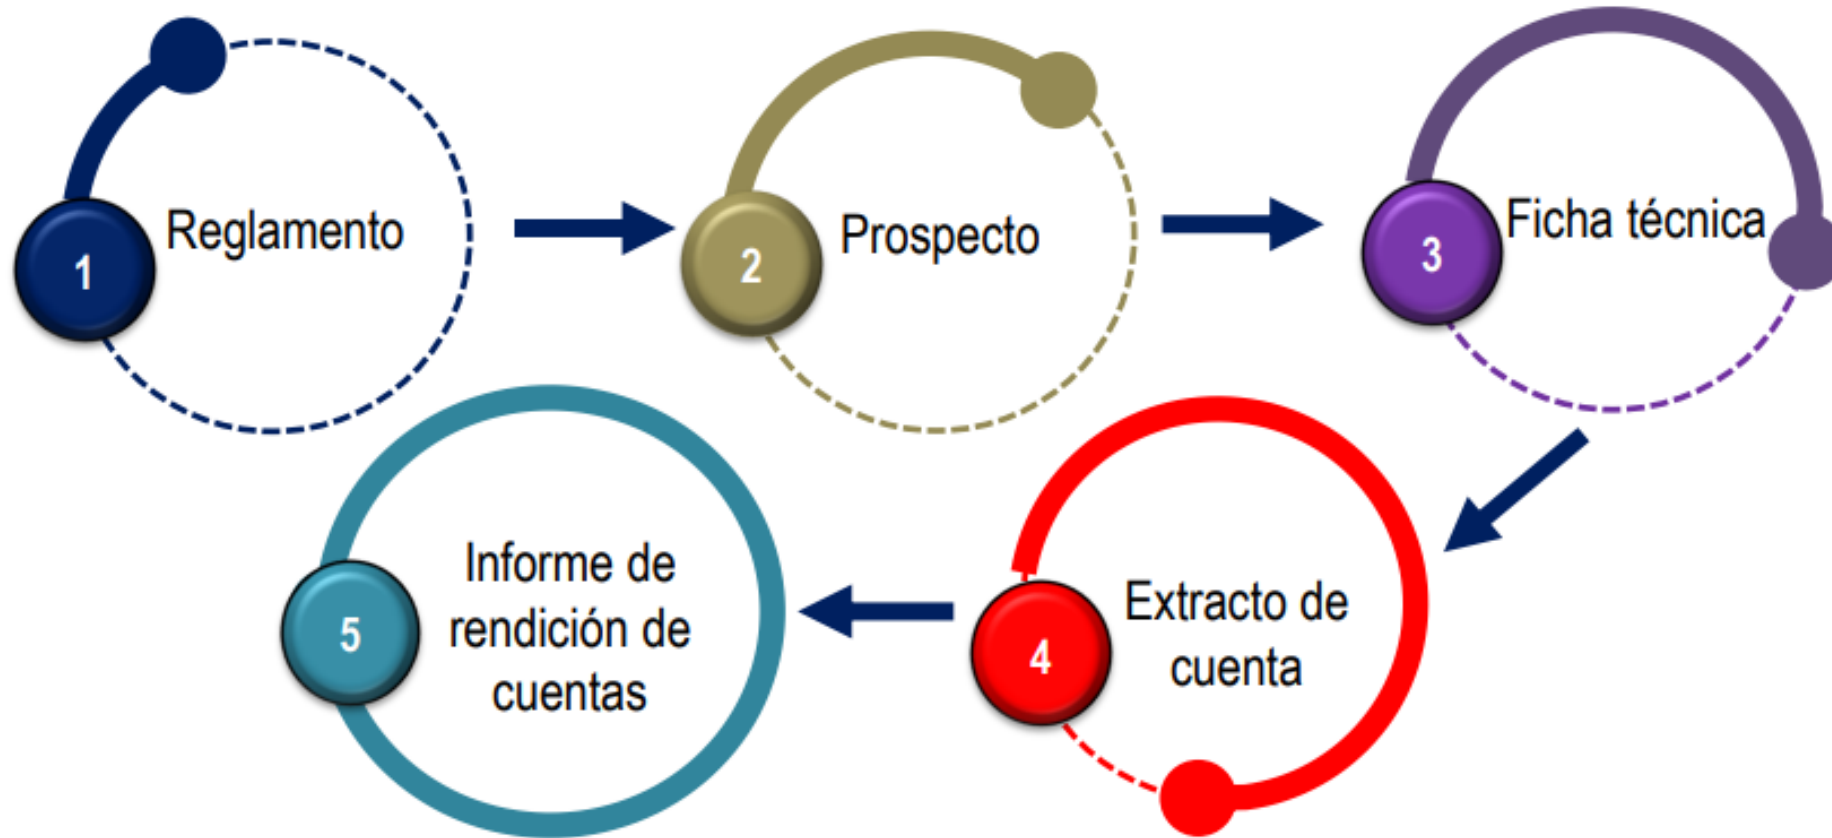 1
Reglamento
2
Prospecto
3
Ficha técnica
4
Extracto de
cuenta
5
Informe de
rendición de
cuentas